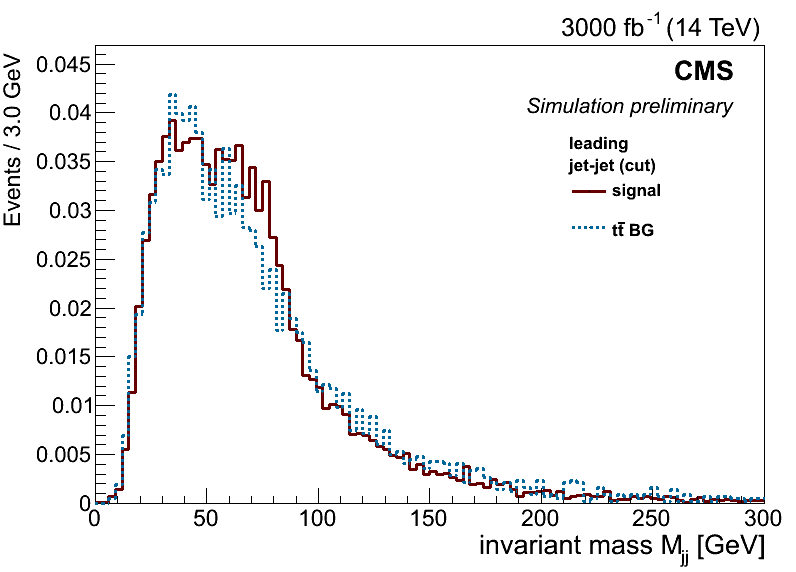 3000 fb⁻¹ (14 TeV)
CMS
Simulation preliminary
leading
jet-jet (cut)
signal
tt̄ BG
Events / 3.0 GeV
0.045
0.04
0.035
0.03
0.025
0.02
0.015
0.01
0.005
0
0 50 100 150 200 250 300
invariant mass Mjj [GeV]